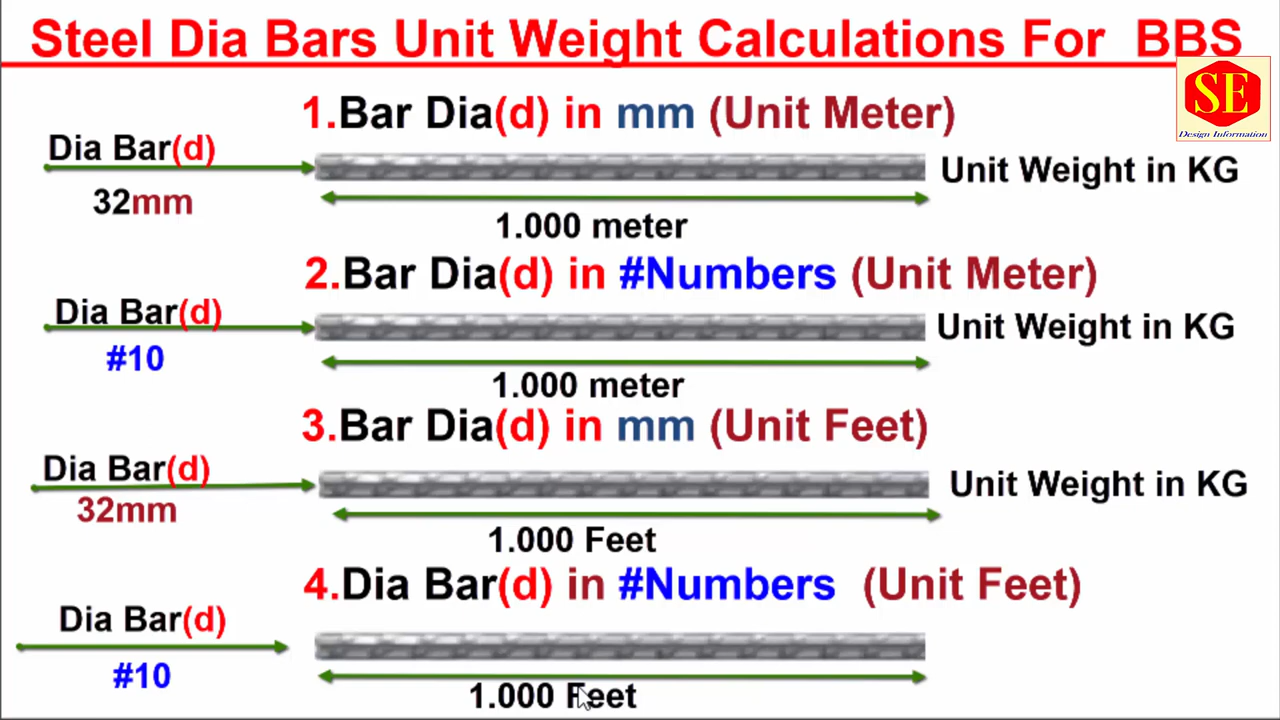 Steel Dia Bars Unit Weight Calculations For BBS
SE
Design Information
1.Bar Dia(d) in mm (Unit Meter)
Dia Bar(d)
32mm
Unit Weight in KG
1.000 meter
2.Bar Dia(d) in #Numbers (Unit Meter)
Dia Bar(d)
#10
Unit Weight in KG
1.000 meter
3.Bar Dia(d) in mm (Unit Feet)
Dia Bar(d)
32mm
Unit Weight in KG
1.000 Feet
4.Dia Bar(d) in #Numbers (Unit Feet)
Dia Bar(d)
#10
1.000 Feet